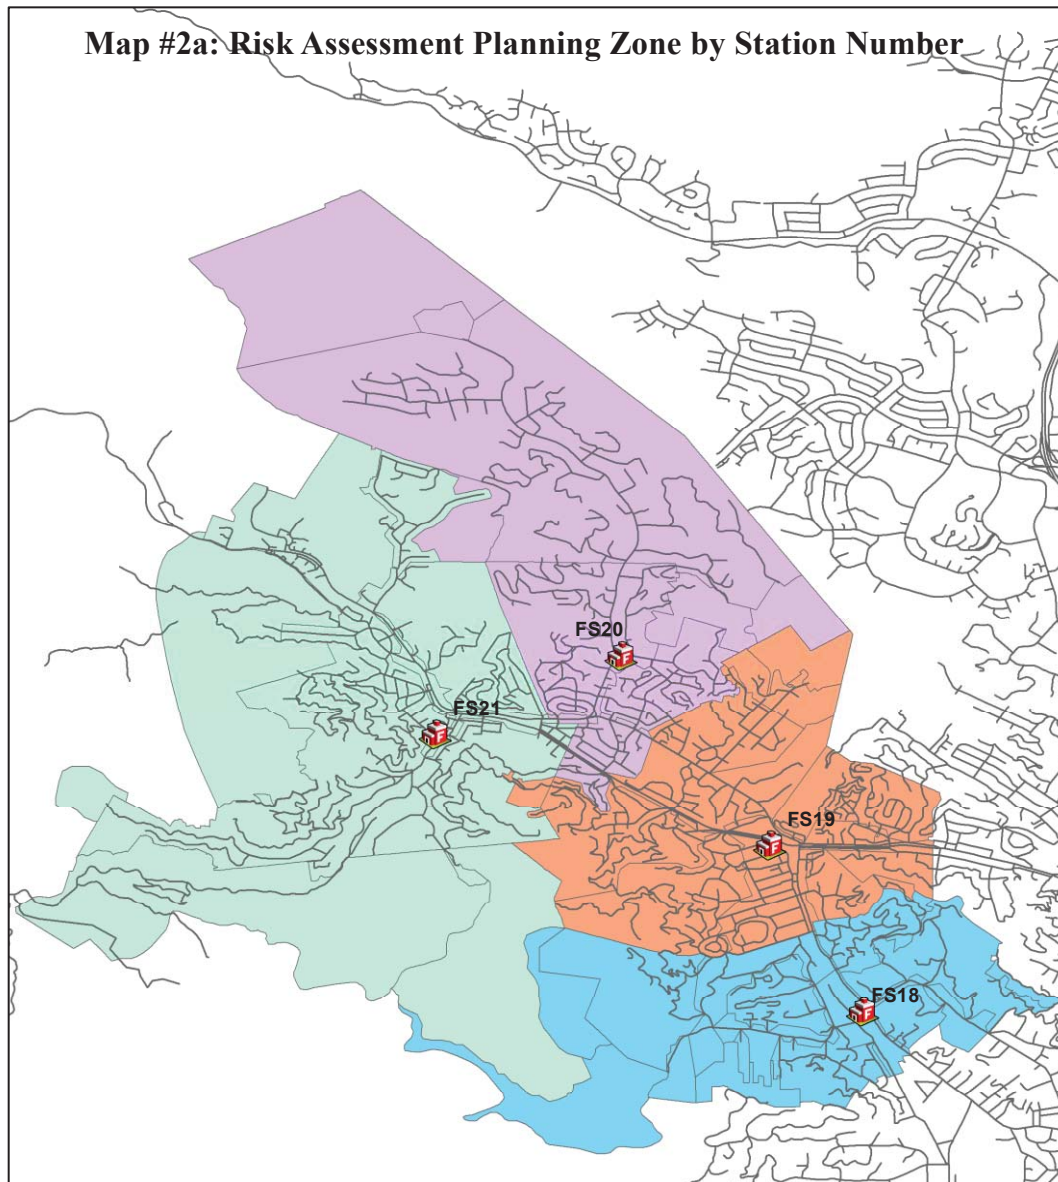 Map #2a: Risk Assessment Planning Zone by Station Number
FS20
F
FS21
F
FS19
F
FS18
F